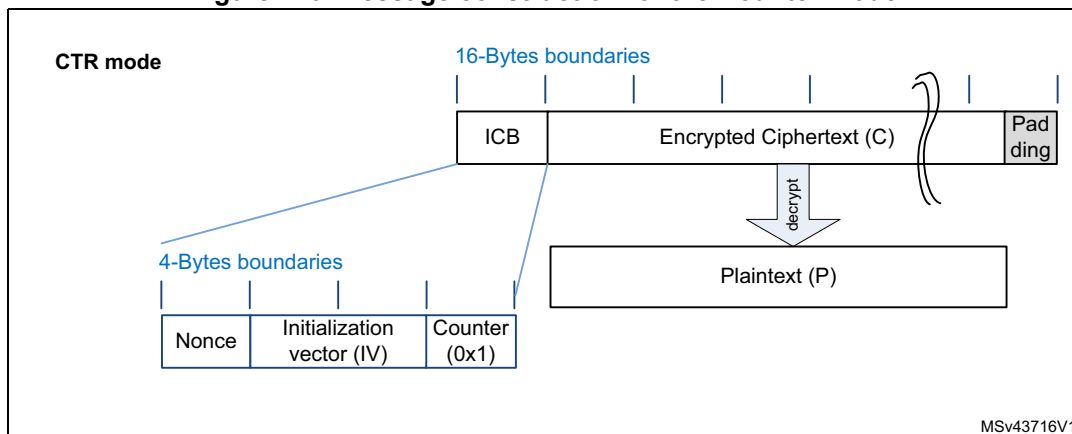 CTR mode
16-Bytes boundaries
ICB
Encrypted Ciphertext (C)
Pad
ding
decrypt
4-Bytes boundaries
Plaintext (P)
Nonce
Initialization
vector (IV)
Counter
(0x1)
MSv43716V1